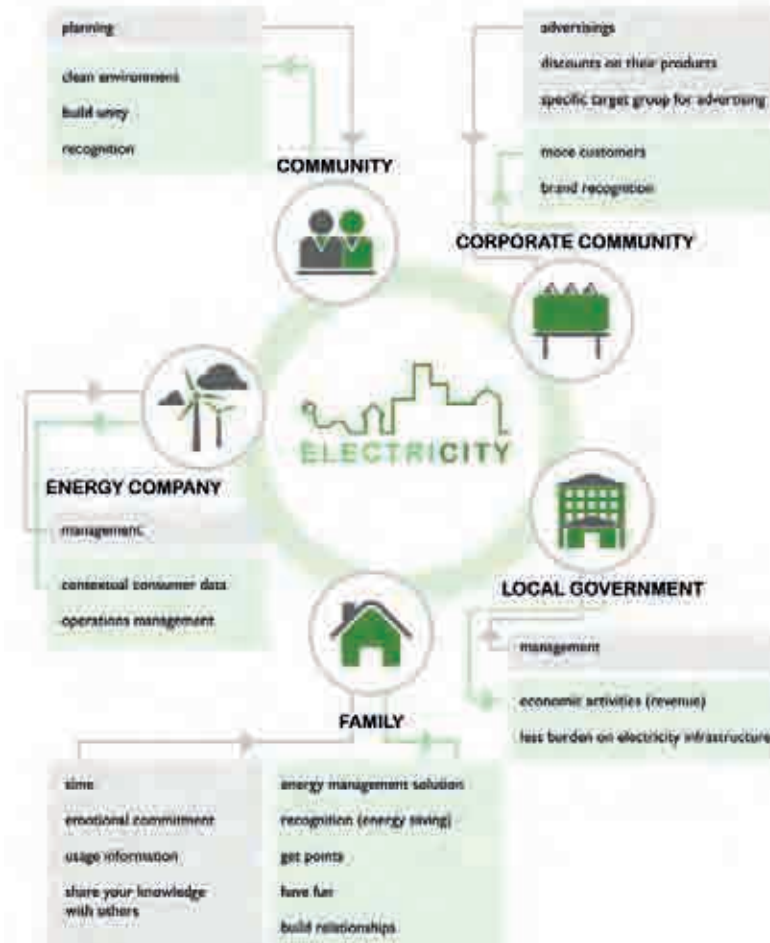 planning
clean environment
build unity
recognition
COMMUNITY
advertisings
discounts on their products
specific target group for advertising
more customers
brand recognition
CORPORATE COMMUNITY
ELECTRICITY
ENERGY COMPANY
management
contextual consumer data
operations management
LOCAL GOVERNMENT
management
economic activities (revenue)
less burden on electricity infrastructure
FAMILY
time
emotional commitment
usage information
share your knowledge
with others
energy management solution
recognition (energy saving)
get points
have fun
build relationships